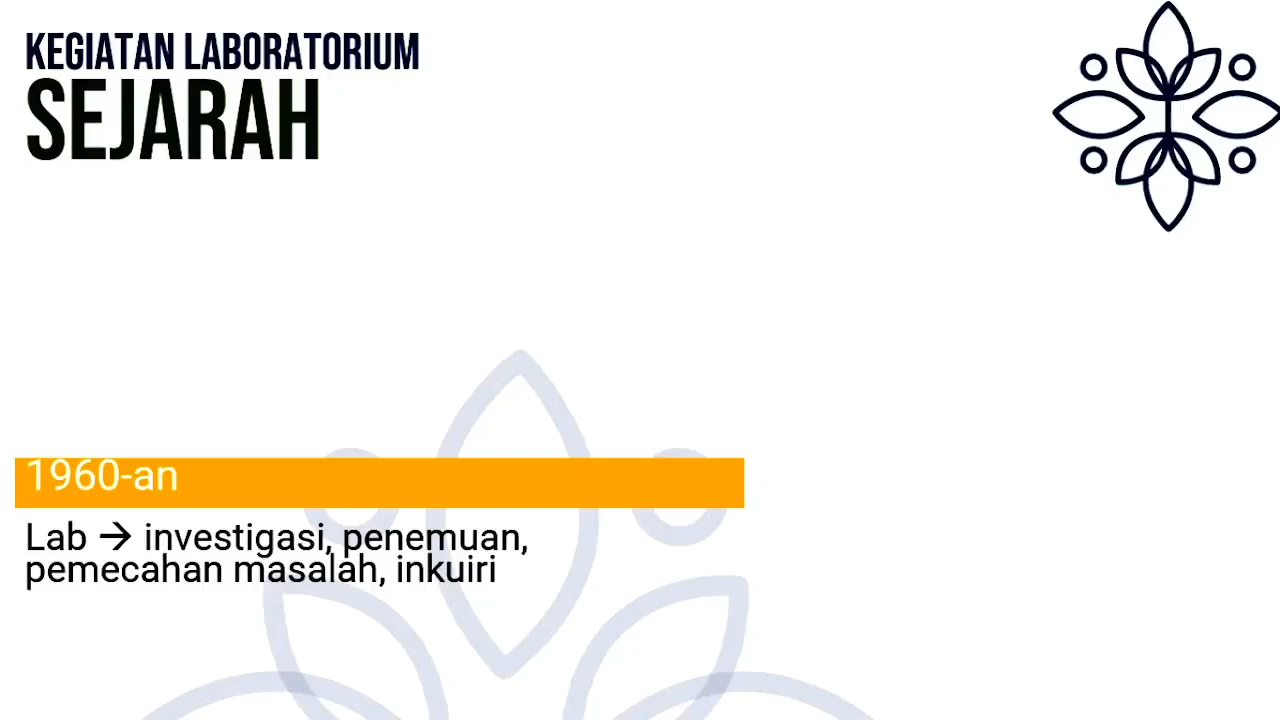 KEGIATAN LABORATORIUM
SEJARAH
1960-an
Lab → investigasi, penemuan,
pemecahan masalah, inkuiri